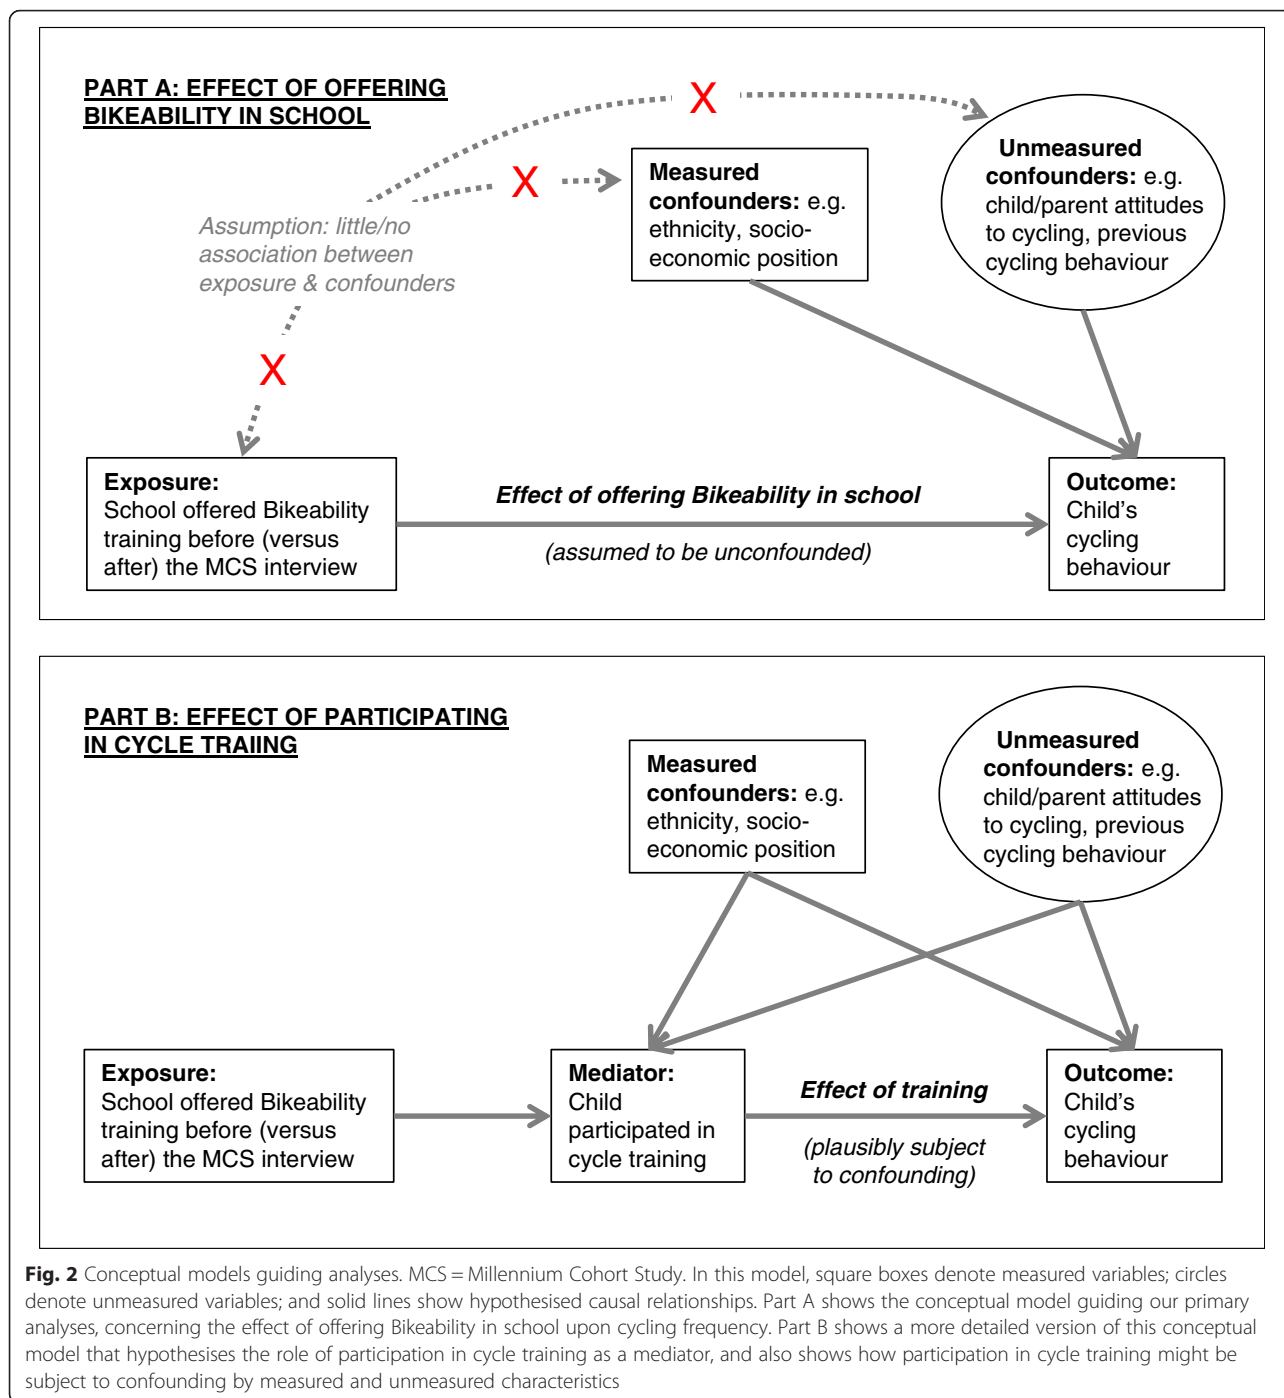 PART A: EFFECT OF OFFERING
BIKEABILITY IN SCHOOL
X
X
Measured
confounders: e.g.
ethnicity, socio-
economic position
Unmeasured
confounders: e.g.
child/parent attitudes
to cycling, previous
cycling behaviour
Assumption: little/no
association between
exposure & confounders
X
Exposure:
School offered Bikeability
training before (versus
after) the MCS interview
Effect of offering Bikeability in school
(assumed to be unconfounded)
Outcome:
Child's
cycling
behaviour
PART B: EFFECT OF PARTICIPATING
IN CYCLE TRAIING
Measured
confounders: e.g.
ethnicity, socio-
economic position
Unmeasured
confounders: e.g.
child/parent attitudes
to cycling, previous
cycling behaviour
Exposure:
School offered Bikeability
training before (versus
after) the MCS interview
Mediator:
Child
participated in
cycle training
Effect of training
(plausibly subject
to confounding)
Outcome:
Child's
cycling
behaviour
Fig. 2 Conceptual models guiding analyses. MCS = Millennium Cohort Study. In this model, square boxes denote measured variables; circles
denote unmeasured variables; and solid lines show hypothesised causal relationships. Part A shows the conceptual model guiding our primary
analyses, concerning the effect of offering Bikeability in school upon cycling frequency. Part B shows a more detailed version of this conceptual
model that hypothesises the role of participation in cycle training as a mediator, and also shows how participation in cycle training might be
subject to confounding by measured and unmeasured characteristics